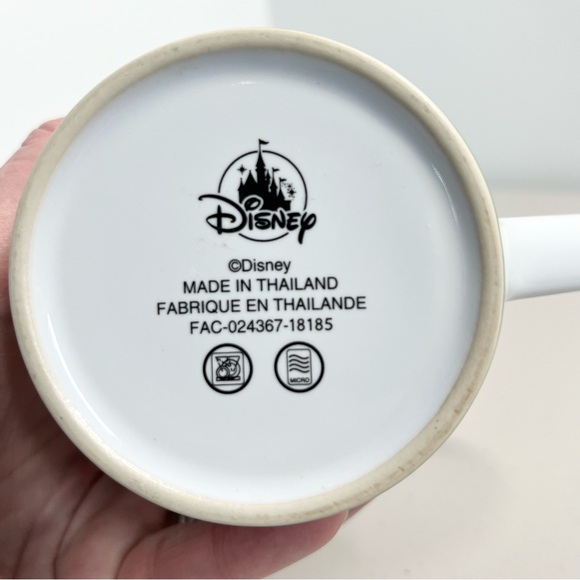 Disney
©Disney
MADE IN THAILAND
FABRIQUE EN THAILANDE
FAC-024367-18185
MICRO